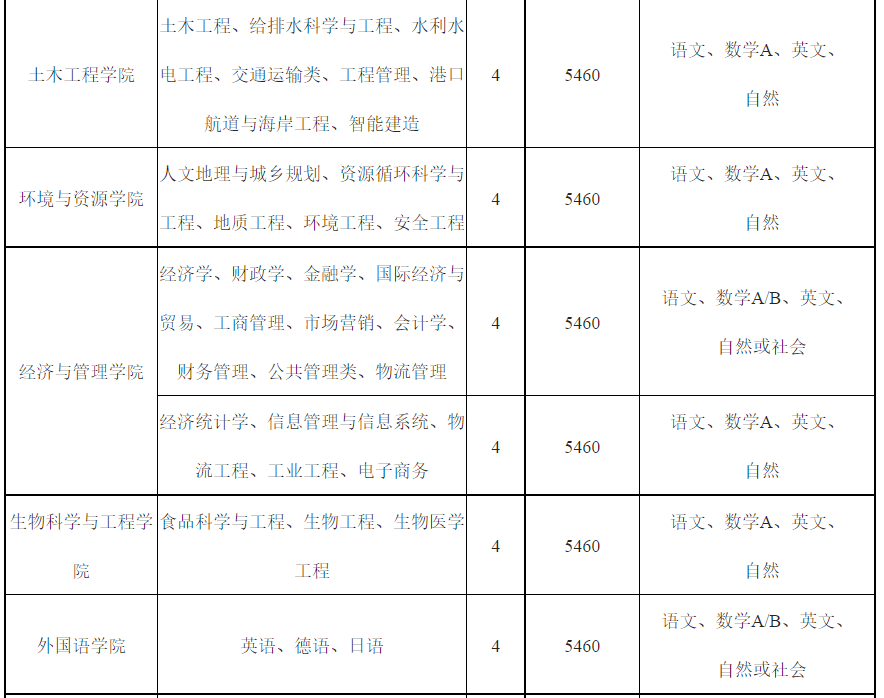 土木工程学院
土木工程、给排水科学与工程、水利水
电工程、交通运输类、工程管理、港口
航道与海岸工程、智能建造
4
5460
语文、数学A、英文、
自然
环境与资源学院
人文地理与城乡规划、资源循环科学与
工程、地质工程、环境工程、安全工程
4
5460
语文、数学A、英文、
自然
经济与管理学院
经济学、财政学、金融学、国际经济与
贸易、工商管理、市场营销、会计学、
财务管理、公共管理类、物流管理
4
5460
语文、数学A/B、英文、
自然或社会
经济统计学、信息管理与信息系统、物
流工程、工业工程、电子商务
4
5460
语文、数学A、英文、
自然
生物科学与工程学
院
食品科学与工程、生物工程、生物医学
工程
4
5460
语文、数学A、英文、
自然
外国语学院
英语、德语、日语
4
5460
语文、数学A/B、英文、
自然或社会